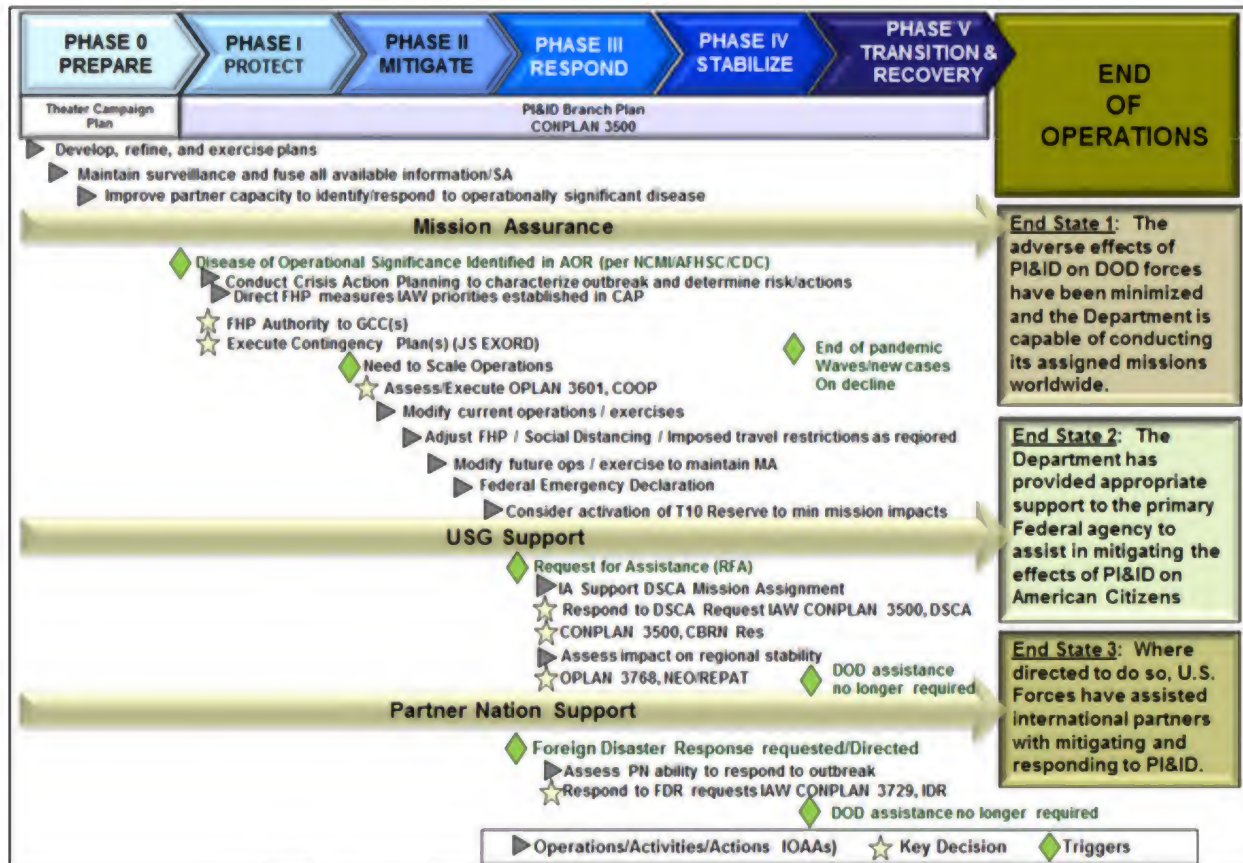 PHASE 0
PREPARE
PHASE I
PROTECT
PHASE II
MITIGATE
PHASE III
RESPOND
PHASE IV
STABILIZE
PHASE V
TRANSITION &
RECOVERY
END
OF
OPERATIONS
Theater Campaign
Plan
PI&ID Branch Plan
CONPLAN 3500
Develop, refine, and exercise plans
Maintain surveillance and fuse all available information/SA
Improve partner capacity to identify/respond to operationally significant disease
Mission Assurance
Disease of Operational Significance Identified in AOR (per NCMI/AFHSC/CDC)
Conduct Crisis Action Planning to characterize outbreak and determine risk/actions
Direct FHP measures IAW priorities established in CAP
FHP Authority to GCC(s)
Execute Contingency Plan(s) (JS EXORD)
Need to Scale Operations
Assess/Execute OPLAN 3601, COOP
End of pandemic
Waves/new cases
On decline
Modify current operations / exercises
Adjust FHP / Social Distancing / Imposed travel restrictions as reqiored
Modify future ops / exercise to maintain MA
Federal Emergency Declaration
Consider activation of T10 Reserve to min mission impacts
USG Support
Request for Assistance (RFA)
IA Support DSCA Mission Assignment
Respond to DSCA Request IAW CONPLAN 3500, DSCA
CONPLAN 3500, CBRN Res
Assess impact on regional stability
OPLAN 3768, NEO/REPAT
DOD assistance
no longer required
Partner Nation Support
Foreign Disaster Response requested/Directed
Assess PN ability to respond to outbreak
Respond to FDR requests IAW CONPLAN 3729, IDR
DOD assistance no longer required
End State 1: The
adverse effects of
PI&ID on DOD forces
have been minimized
and the Department is
capable of conducting
its assigned missions
worldwide.
End State 2: The
Department has
provided appropriate
support to the primary
Federal agency to
assist in mitigating the
effects of PI&ID on
American Citizens
End State 3: Where
directed to do so, U.S.
Forces have assisted
international partners
with mitigating and
responding to PI&ID.
Operations/Activities/Actions IOAAs)
Key Decision
Triggers